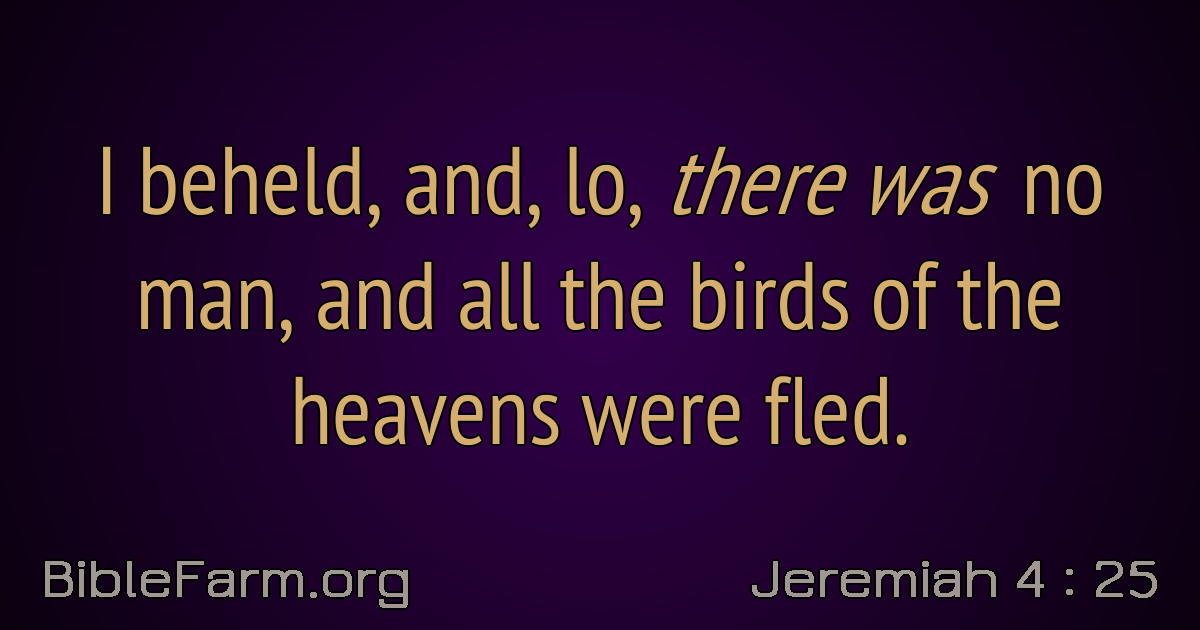 I beheld, and, lo, there was no
man, and all the birds of the
heavens were fled.
BibleFarm.org
Jeremiah 4 : 25